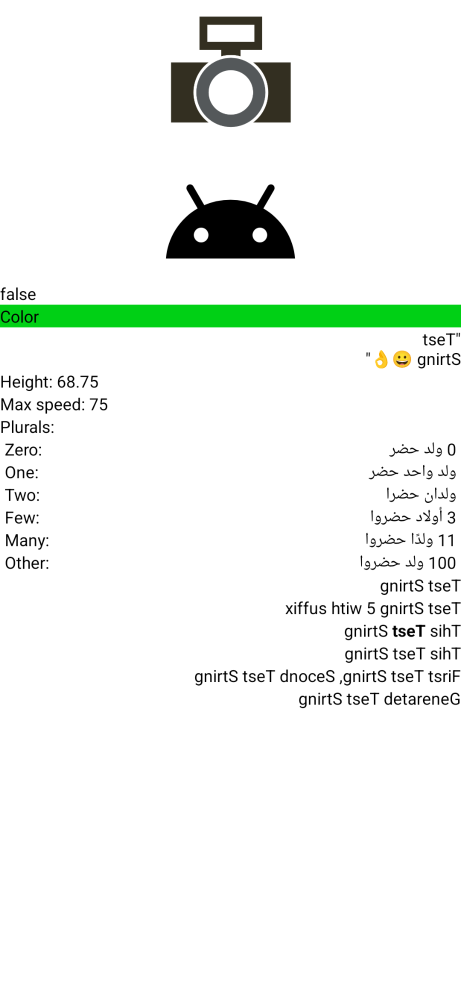 false
Color
tseT"
"👌😀 gnirtS
Height: 68.75
Max speed: 75
Plurals:
Zero: 0 ولد حضر
One: ولد واحد حضر
Two: ولدان حضرا
Few: 3 أولاد حضروا
Many: 11 ولدًا حضروا
Other: 100 ولد حضروا
gnirtS tseT
xiffus htiw 5 gnirtS tseT
gnirtS tseT sihT
gnirtS tseT sihT
gnirtS tseT dnoceS ,gnirtS tseT tsriF
gnirtS tseT detareneG